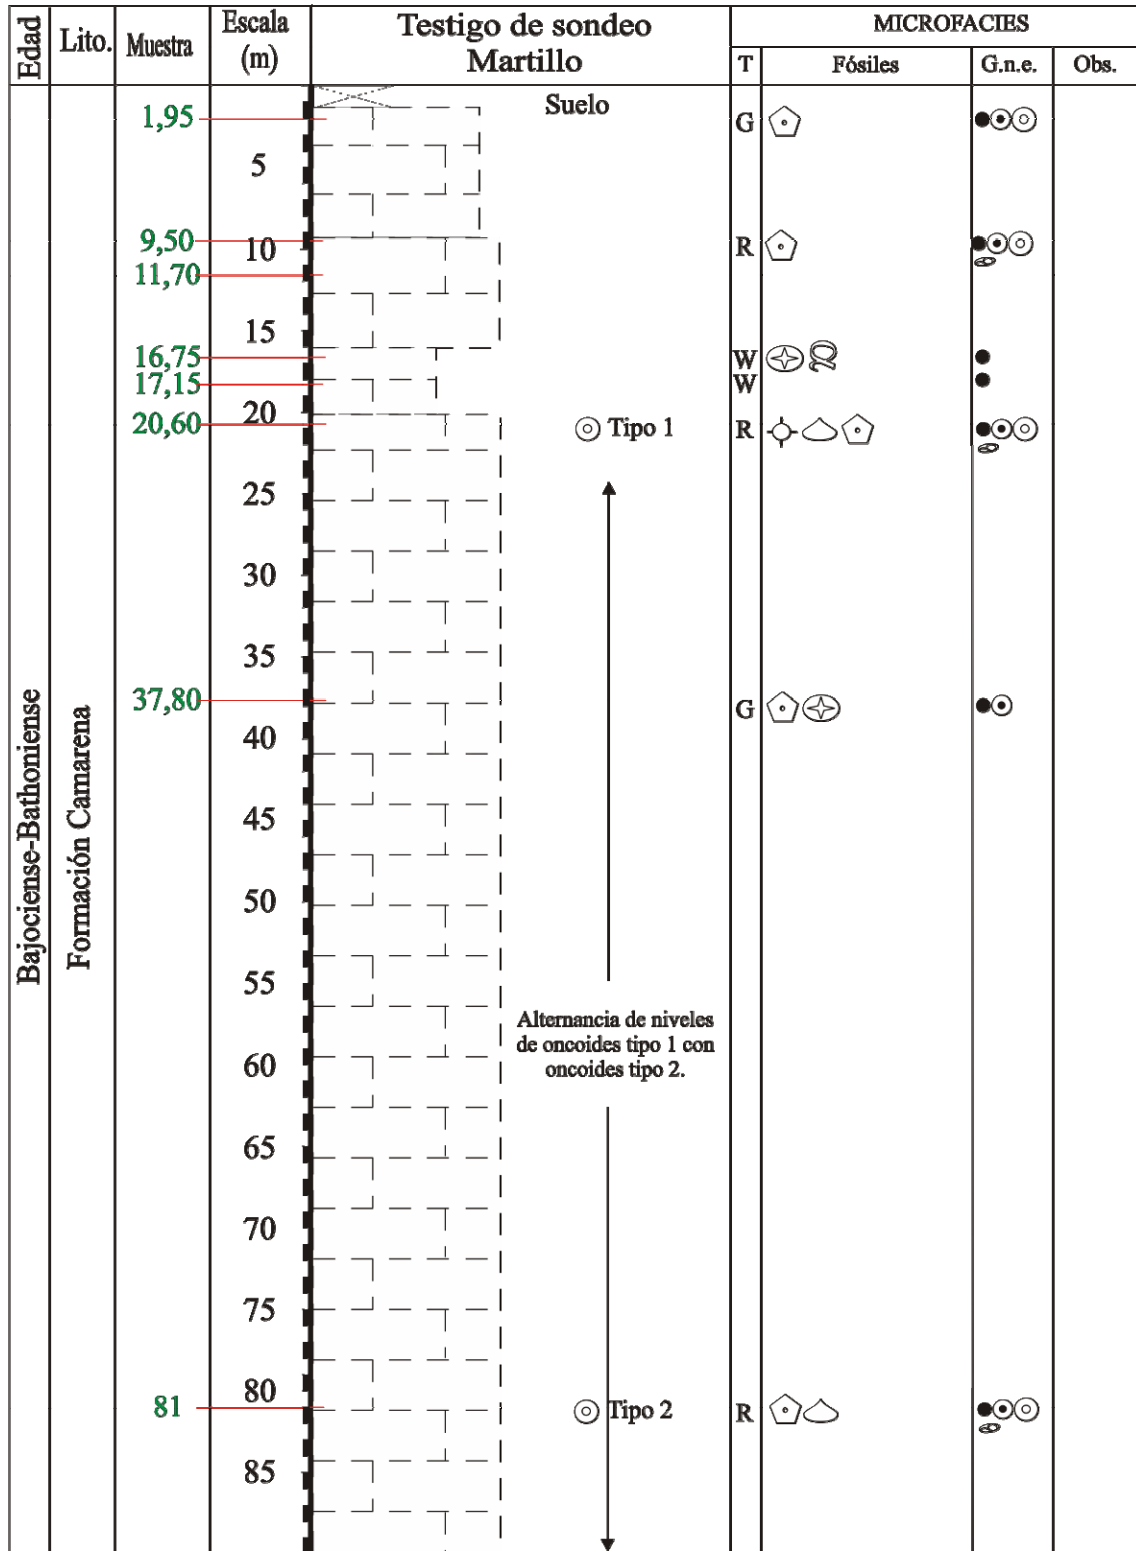 Edad
Lito.
Muestra
Escala
(m)
Testigo de sondeo
Martillo
MICROFACIES
T
Fósiles
G.n.e.
Obs.
Suelo
1,95
G
5
9,50
10
R
11,70
15
16,75
W
17,15
W
20
20,60
Tipo 1
R
25
30
35
37,80
G
40
45
50
55
Bajociense-Bathoniense
Formación Camarena
Alternancia de niveles
de oncoides tipo 1 con
oncoides tipo 2.
60
65
70
75
80
81
Tipo 2
R
85